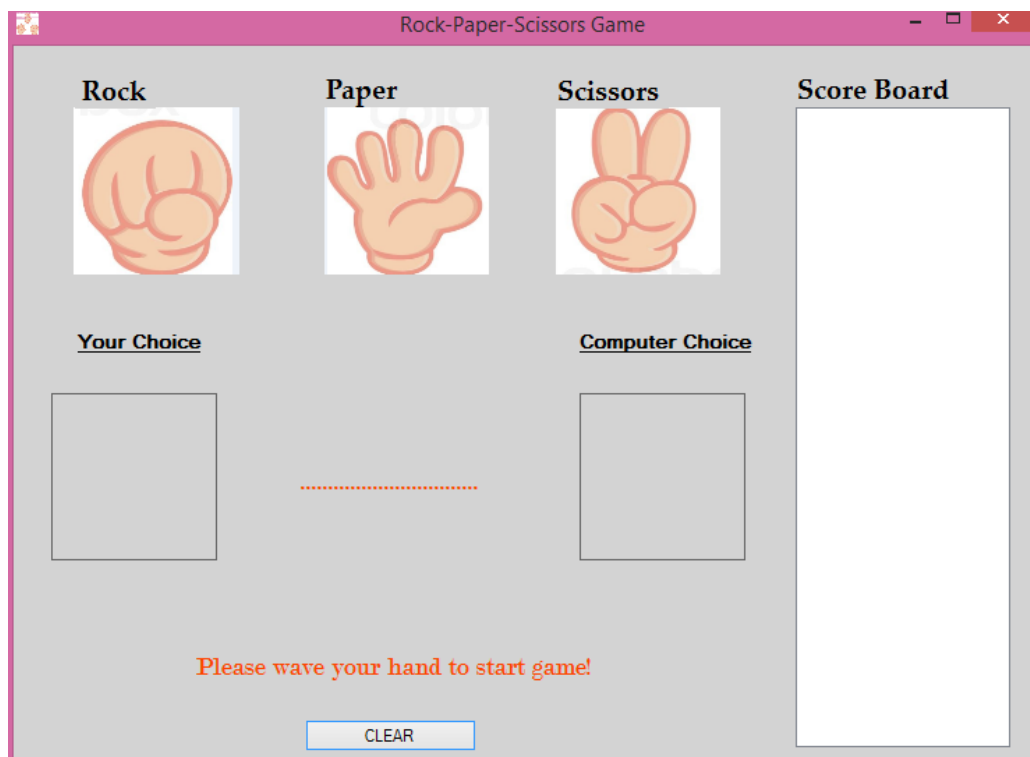 Rock-Paper-Scissors Game
Rock
Paper
Scissors
Score Board
Your Choice
Computer Choice
................................
Please wave your hand to start game!
CLEAR